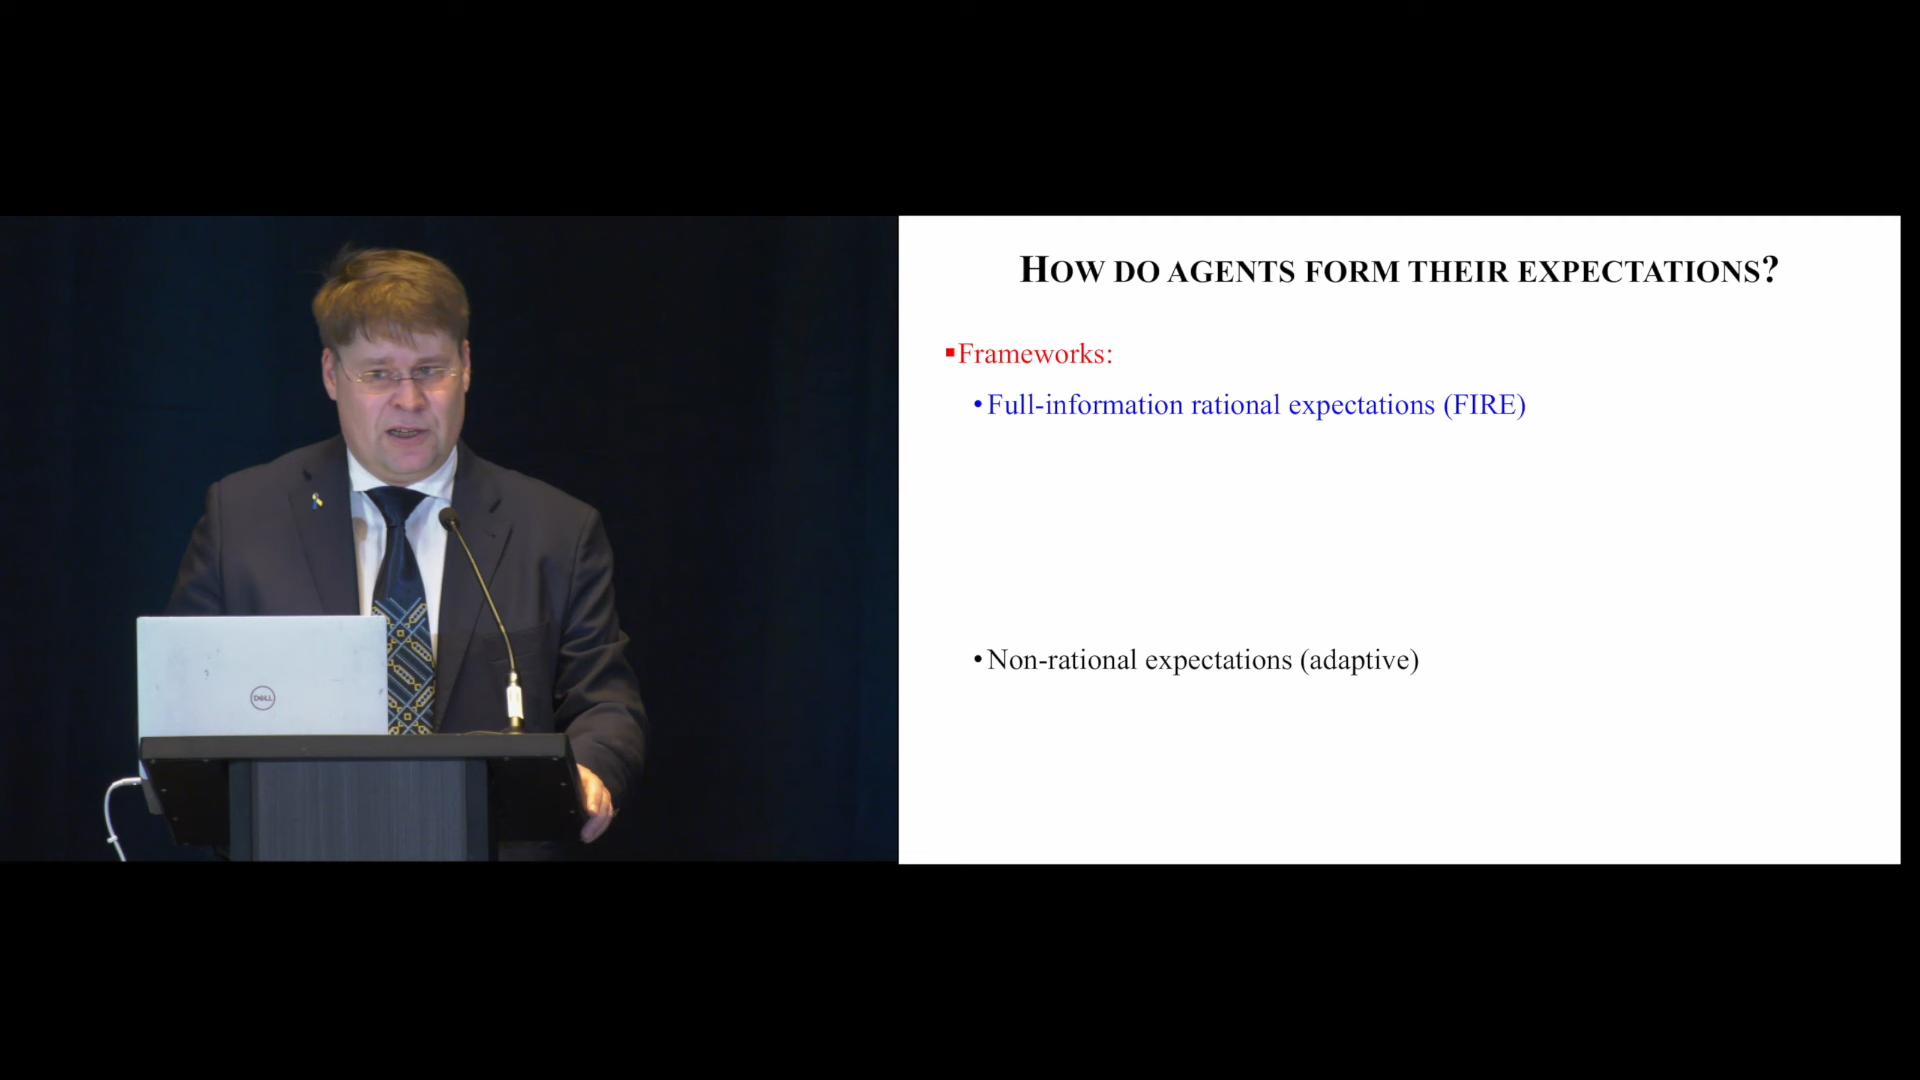 HOW DO AGENTS FORM THEIR EXPECTATIONS?
▪Frameworks:
•Full-information rational expectations (FIRE)
•Non-rational expectations (adaptive)
DELL